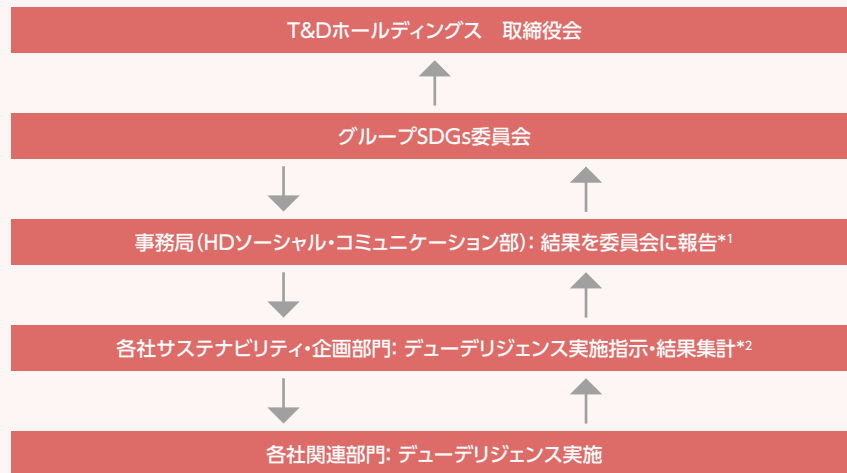 T&Dホールディングス　取締役会
グループSDGs委員会
事務局(HDソーシャル・コミュニケーション部)：結果を委員会に報告*1
各社サステナビリティ・企画部門：デューデリジェンス実施指示・結果集計*2
各社関連部門：デューデリジェンス実施